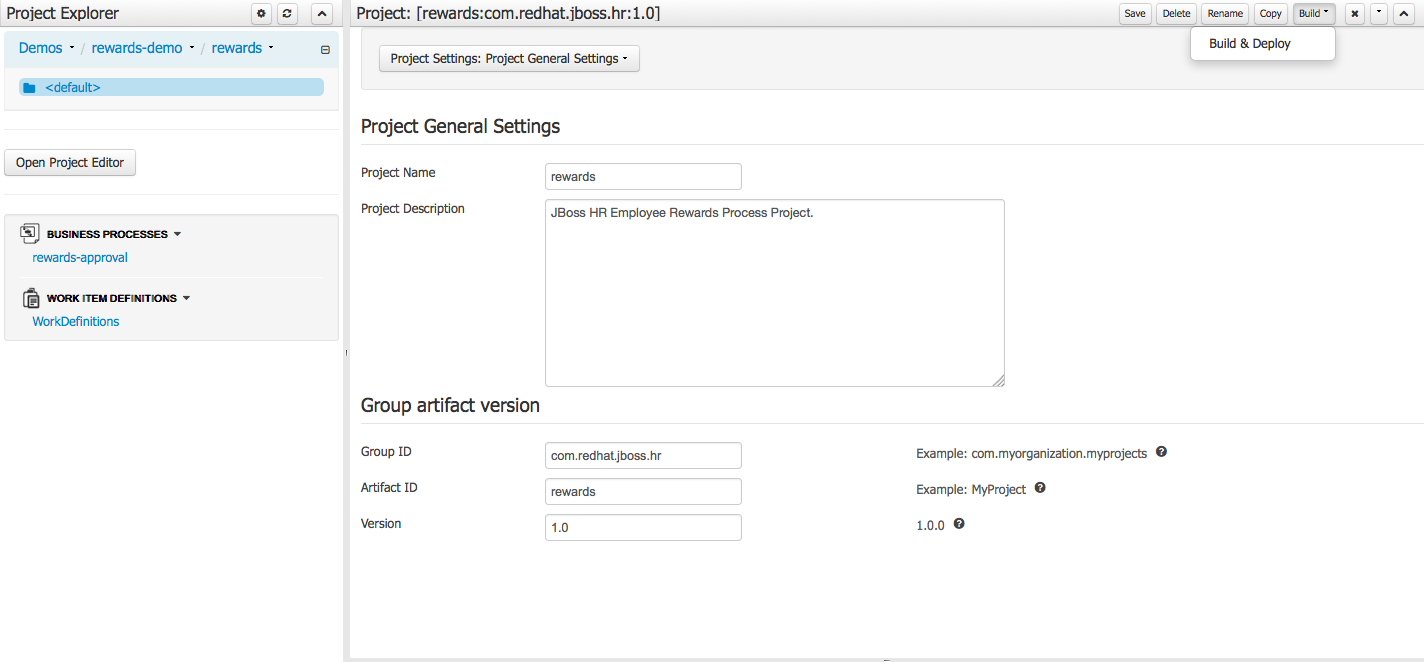 Project Explorer
Demos / rewards-demo / rewards
<default>
Open Project Editor
BUSINESS PROCESSES
rewards-approval
WORK ITEM DEFINITIONS
WorkDefinitions
Project: [rewards:com.redhat.jboss.hr:1.0]
Save Delete Rename Copy Build
Build & Deploy
Project Settings: Project General Settings
Project General Settings
Project Name rewards
Project Description JBoss HR Employee Rewards Process Project.
Group artifact version
Group ID com.redhat.jboss.hr Example: com.myorganization.myprojects
Artifact ID rewards Example: MyProject
Version 1.0 1.0.0